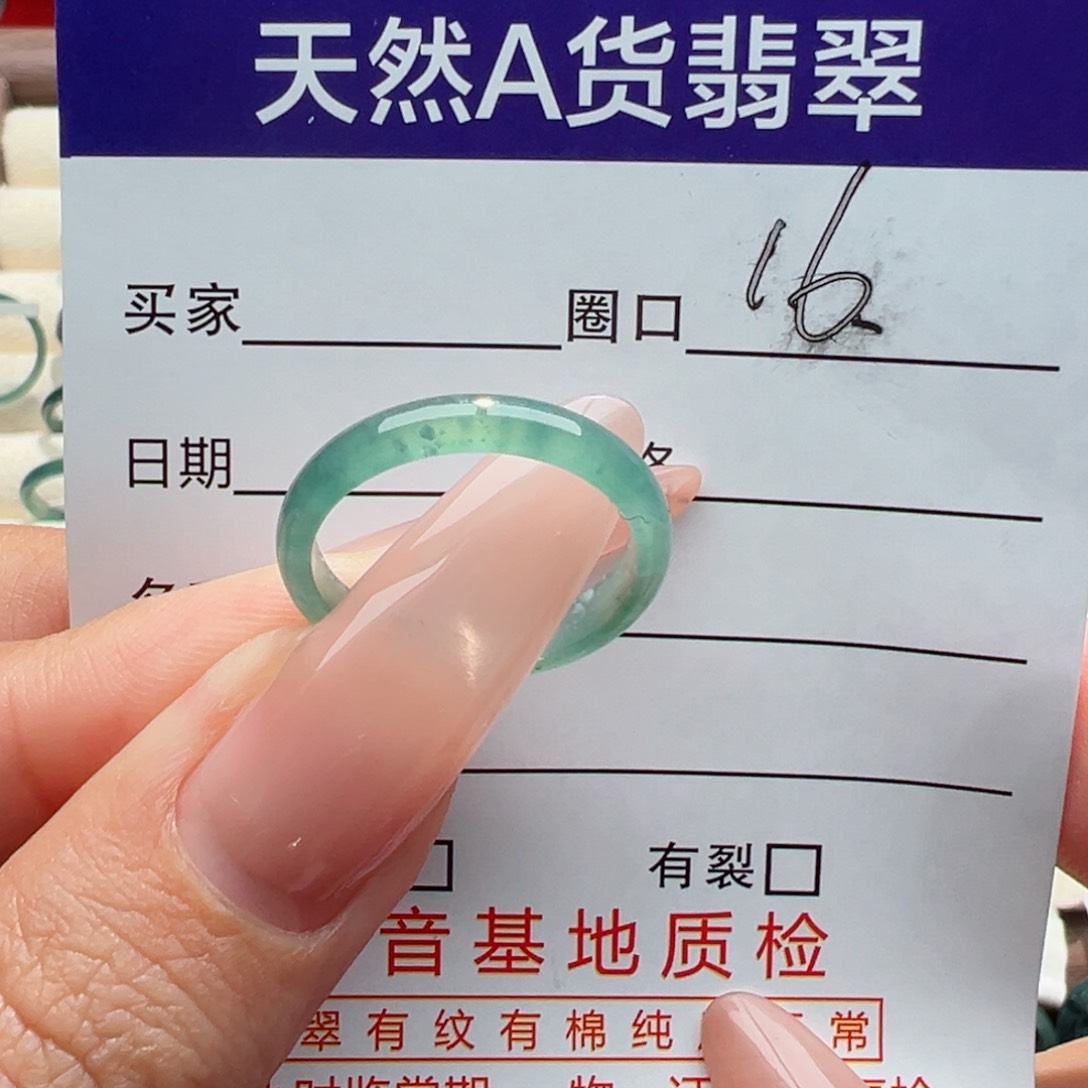 天然A货翡翠
买家 圈口 16
日期
有裂
音基地质检
翠有纹有棉纯 常